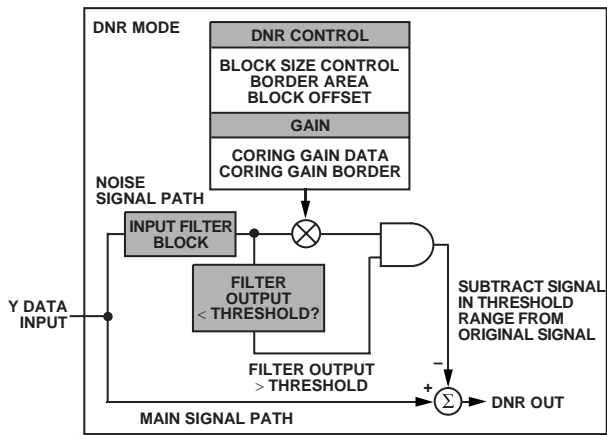 DNR MODE
DNR CONTROL
BLOCK SIZE CONTROL
BORDER AREA
BLOCK OFFSET
GAIN
CORING GAIN DATA
CORING GAIN BORDER
NOISE
SIGNAL PATH
INPUT FILTER
BLOCK
FILTER
OUTPUT
< THRESHOLD?
Y DATA
INPUT
SUBTRACT SIGNAL
IN THRESHOLD
RANGE FROM
ORIGINAL SIGNAL
FILTER OUTPUT
> THRESHOLD
–
+
Σ
DNR OUT
MAIN SIGNAL PATH